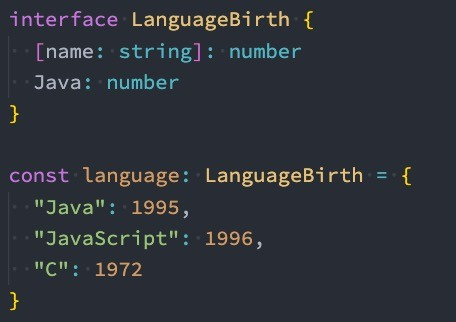 interface LanguageBirth {
  [name: string]: number
  Java: number
}
const language: LanguageBirth = {
  "Java": 1995,
  "JavaScript": 1996,
  "C": 1972
}